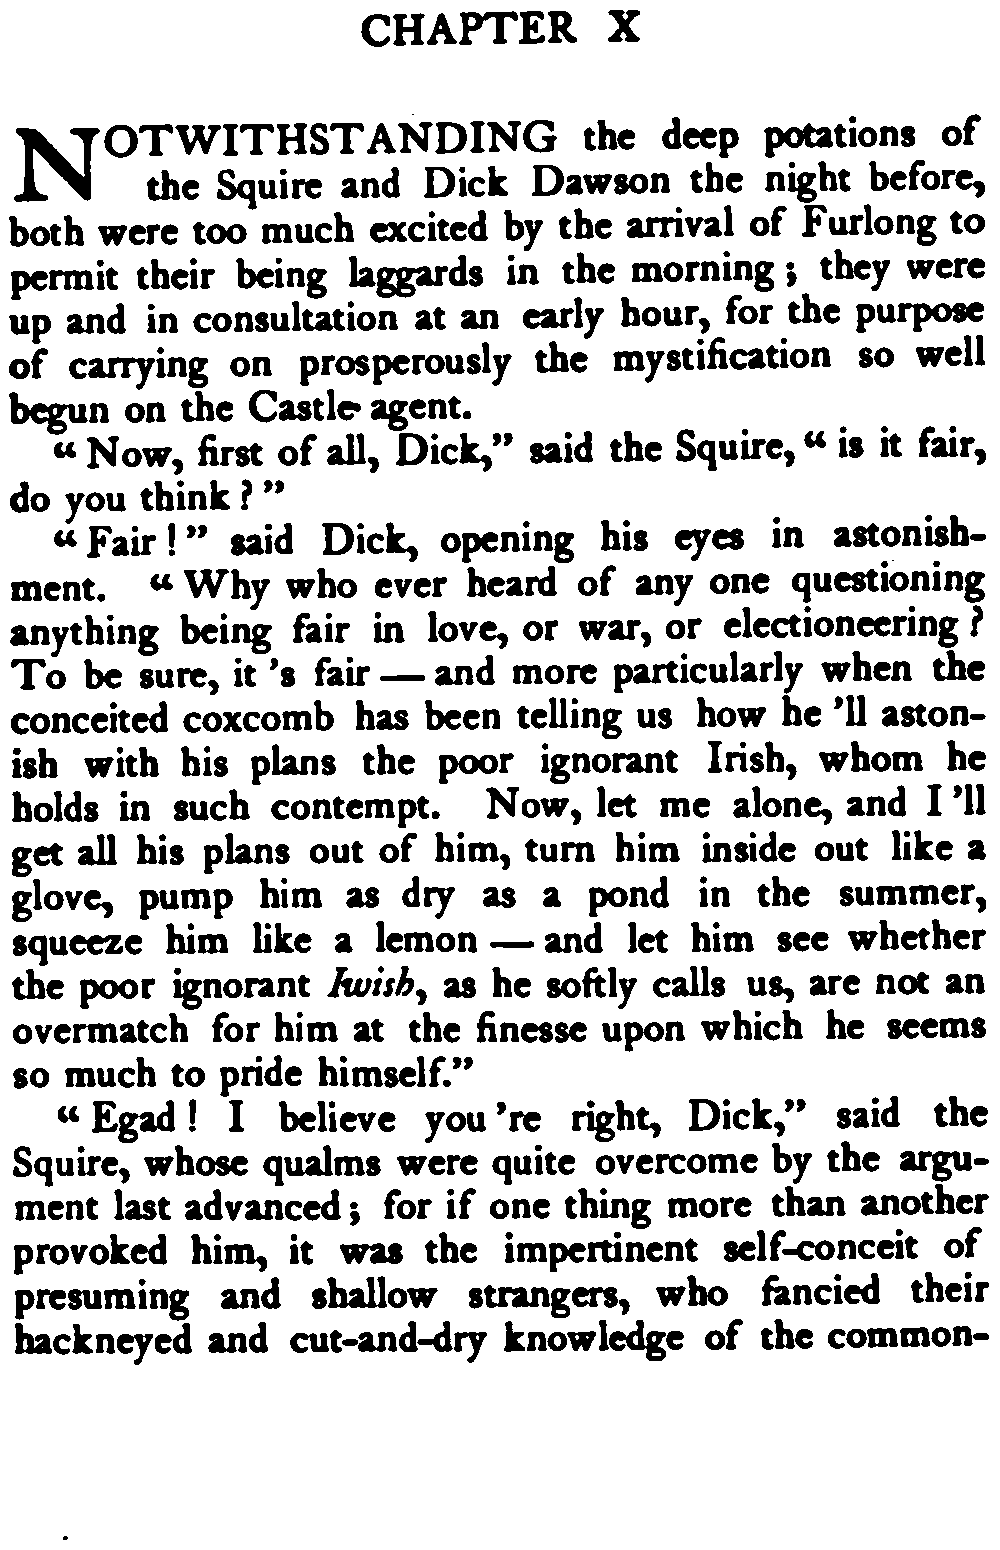 CHAPTER X
NOTWITHSTANDING the deep potations of
the Squire and Dick Dawson the night before,
both were too much excited by the arrival of Furlong to
permit their being laggards in the morning; they were
up and in consultation at an early hour, for the purpose
of carrying on prosperously the mystification so well
begun on the Castle agent.
"Now, first of all, Dick," said the Squire, "is it fair,
do you think?"
"Fair!" said Dick, opening his eyes in astonish-
ment. "Why who ever heard of any one questioning
anything being fair in love, or war, or electioneering?
To be sure, it 's fair — and more particularly when the
conceited coxcomb has been telling us how he 'll aston-
ish with his plans the poor ignorant Irish, whom he
holds in such contempt. Now, let me alone, and I 'll
get all his plans out of him, turn him inside out like a
glove, pump him as dry as a pond in the summer,
squeeze him like a lemon — and let him see whether
the poor ignorant Iwish, as he softly calls us, are not an
overmatch for him at the finesse upon which he seems
so much to pride himself."
"Egad! I believe you 're right, Dick," said the
Squire, whose qualms were quite overcome by the argu-
ment last advanced; for if one thing more than another
provoked him, it was the impertinent self-conceit of
presuming and shallow strangers, who fancied their
hackneyed and cut-and-dry knowledge of the common-